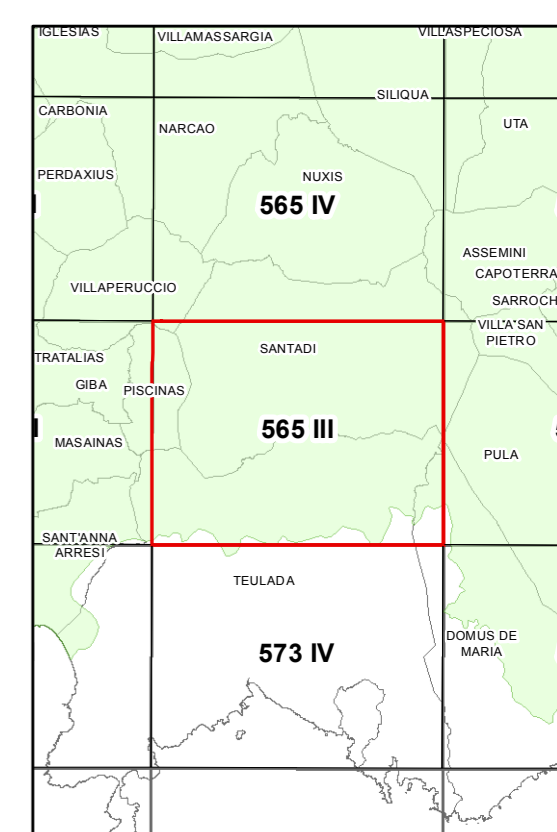 IGLESIAS
VILLAMASSARGIA
VILLASPECIOSA
SILIQUA
CARBONIA
NARCAO
UTA
PERDAXIUS
NUXIS
565 IV
ASSEMINI
CAPOTERRA
VILLAPERUCCIO
SARROCH
VILLA SAN
PIETRO
SANTADI
TRATALIAS
GIBA
PISCINAS
565 III
MASAINAS
PULA
SANT'ANNA
ARRESI
TEULADA
DOMUS DE
MARIA
573 IV